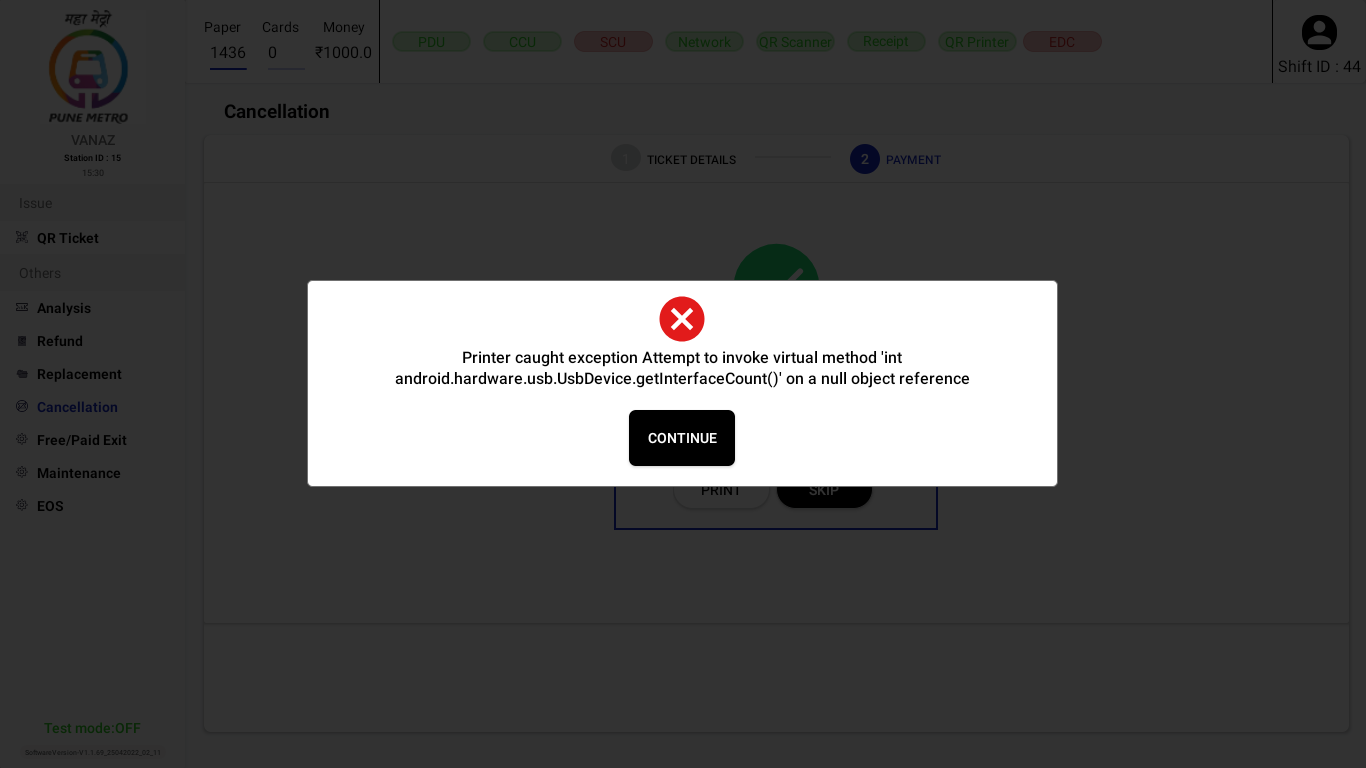 महा मेट्रो
PUNE METRO
VANAZ
Station ID : 15
15:30
Issue
QR Ticket
Others
Analysis
Refund
Replacement
Cancellation
Free/Paid Exit
Maintenance
EOS
Test mode:OFF
Paper Cards Money
1436 0 ₹1000.0
PDU CCU SCU Network QR Scanner Receipt QR Printer EDC
Shift ID : 44
Cancellation
1 TICKET DETAILS 2 PAYMENT
Printer caught exception Attempt to invoke virtual method 'int
android.hardware.usb.UsbDevice.getInterfaceCount()' on a null object reference
CONTINUE
PRINT SKIP